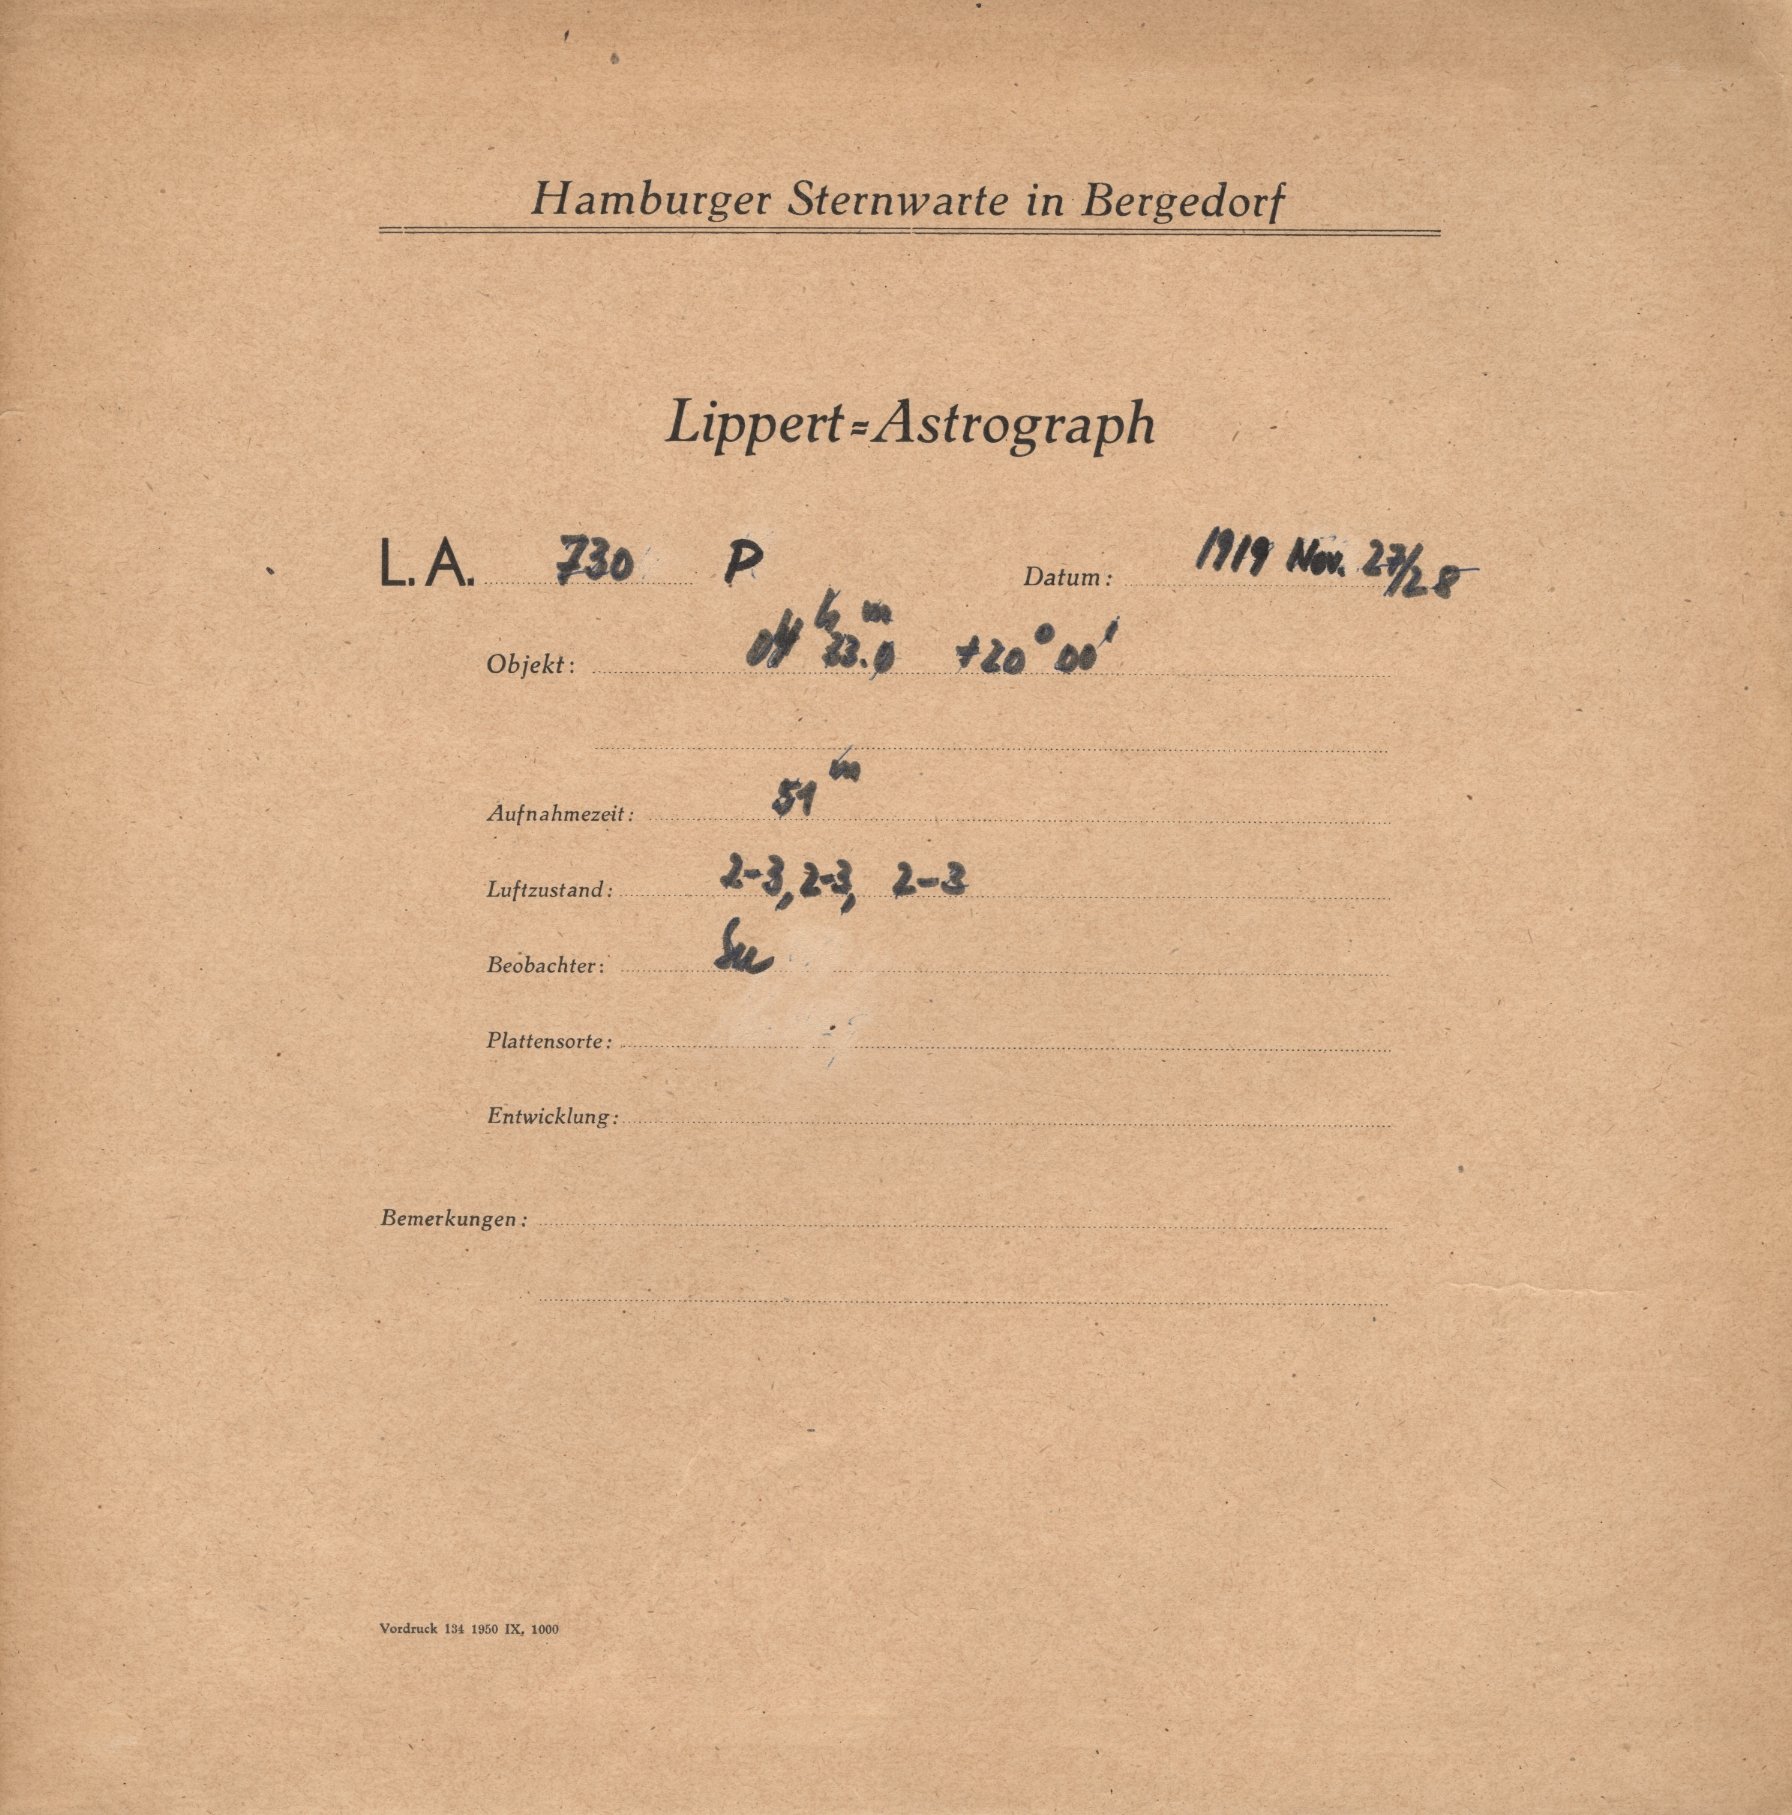 Hamburger Sternwarte in Bergedorf
Lippert=Astrograph
L. A. 730 P Datum: 1919 Nov. 27/28
Objekt: 04ʰ 23.0ᵐ +20° 00'
Aufnahmezeit: 51ᵐ
Luftzustand: 2-3, 2-3, 2-3
Beobachter:
Plattensorte:
Entwicklung:
Bemerkungen:
Vordruck 134 1950 IX, 1000